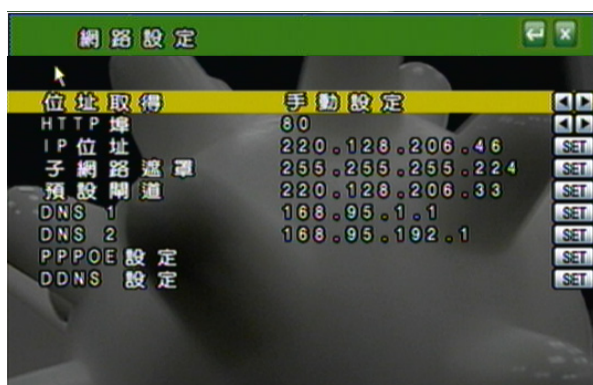 網路設定
位址取得 手動設定
HTTP埠 80
IP位址 220.128.206.46 SET
子網路遮罩 255.255.255.224 SET
預設閘道 220.128.206.33 SET
DNS 1 168.95.1.1 SET
DNS 2 168.95.192.1 SET
PPPOE設定 SET
DDNS 設定 SET